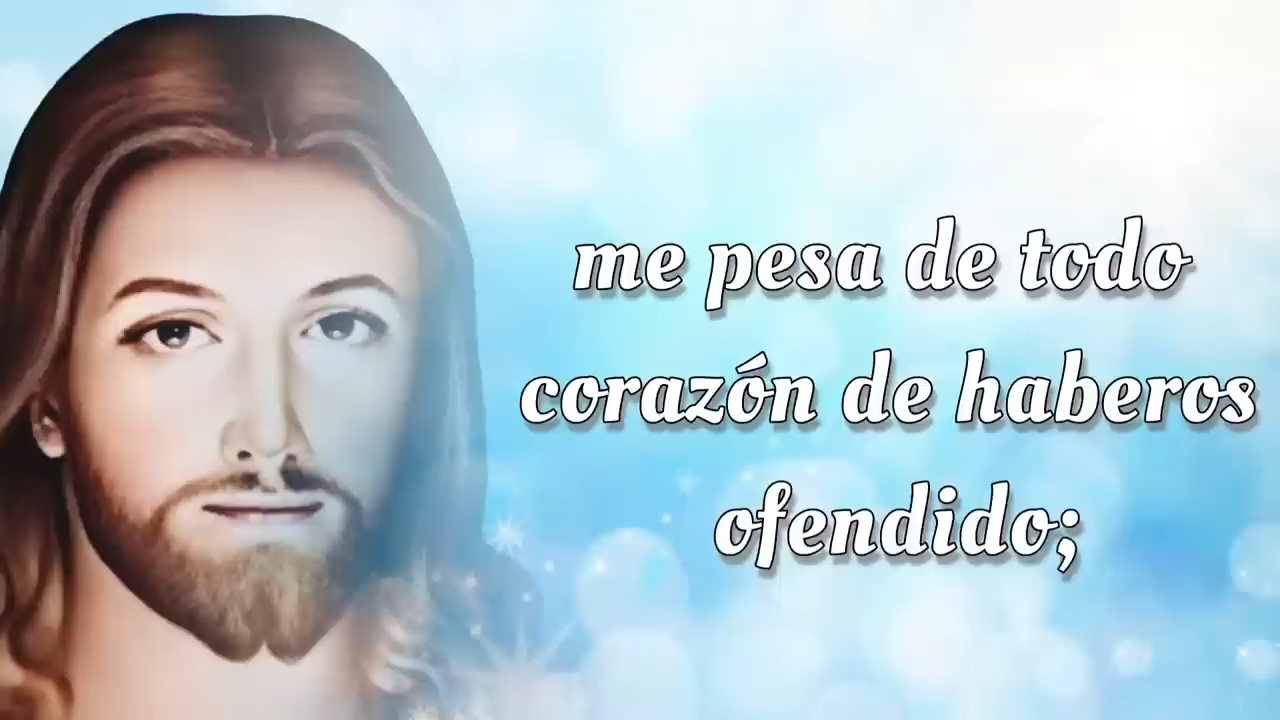 me pesa de todo
corazón de haberos
ofendido;